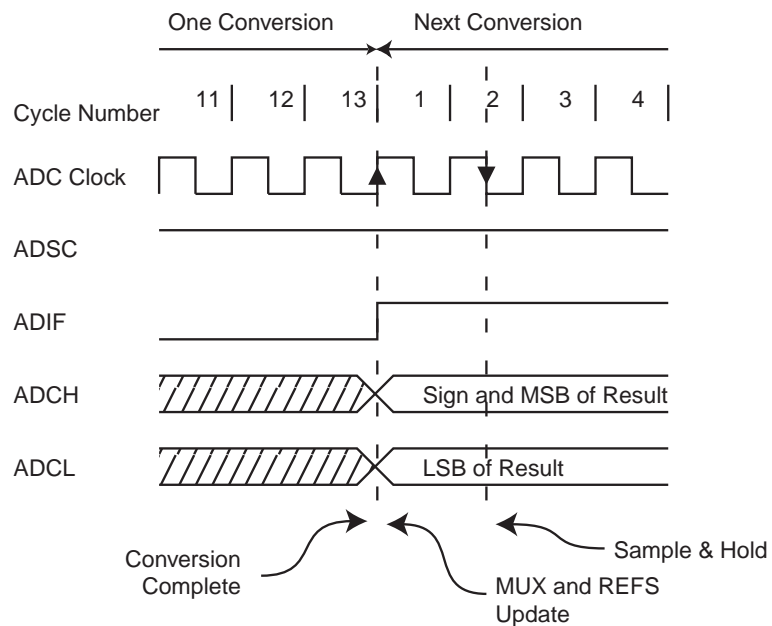 One Conversion Next Conversion
Cycle Number 11 12 13 1 2 3 4
ADC Clock
ADSC
ADIF
ADCH Sign and MSB of Result
ADCL LSB of Result
Conversion
Complete
MUX and REFS
Update
Sample & Hold